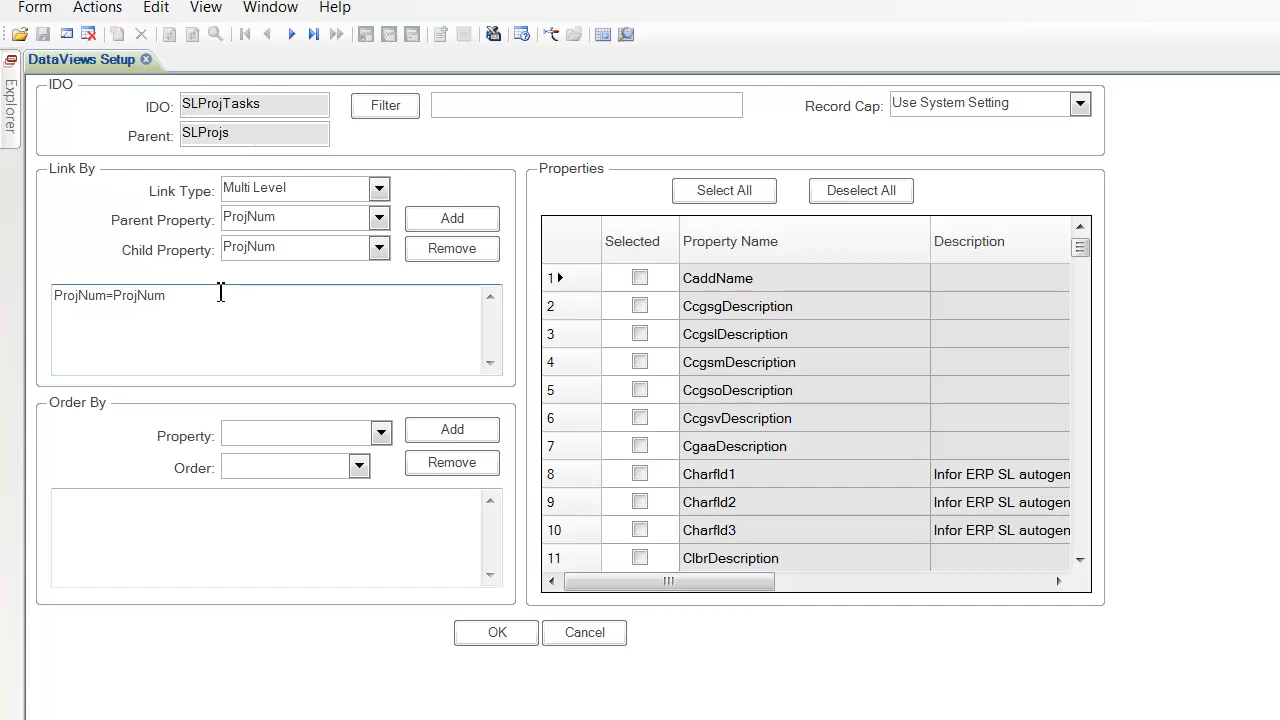 Form Actions Edit View Window Help
DataViews Setup
Explorer
IDO
IDO: SLProjTasks Filter Record Cap: Use System Setting
Parent: SLProjs
Link By
Link Type: Multi Level
Parent Property: ProjNum Add
Child Property: ProjNum Remove
ProjNum=ProjNum
Order By
Property: Add
Order: Remove
Properties
Select All Deselect All
Selected Property Name Description
1 CaddName
2 CcgsgDescription
3 CcgslDescription
4 CcgsmDescription
5 CcgsoDescription
6 CcgsvDescription
7 CgaaDescription
8 Charfld1 Infor ERP SL autogen
9 Charfld2 Infor ERP SL autogen
10 Charfld3 Infor ERP SL autogen
11 ClbrDescription
OK Cancel